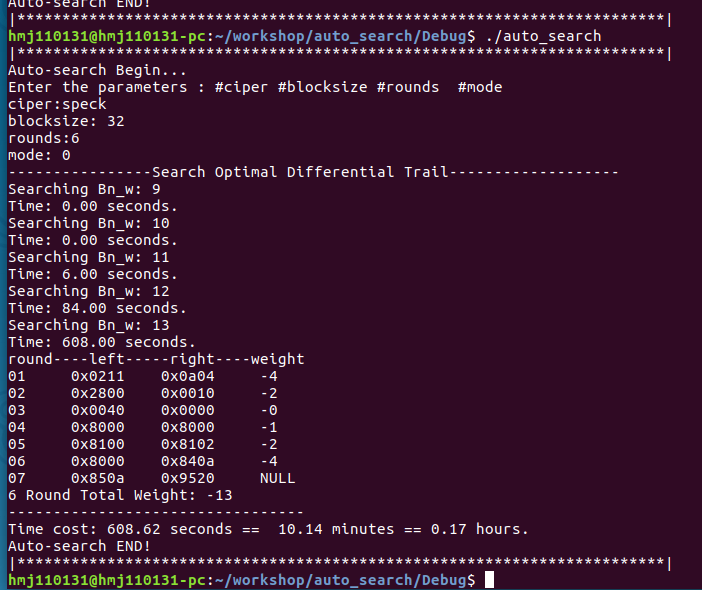 Auto-search END!
|************************************************************************|
hmj110131@hmj110131-pc:~/workshop/auto_search/Debug$ ./auto_search
|************************************************************************|
Auto-search Begin...
Enter the parameters : #ciper #blocksize #rounds  #mode
ciper:speck
blocksize: 32
rounds:6
mode: 0
----------------Search Optimal Differential Trail-------------------
Searching Bn_w: 9
Time: 0.00 seconds.
Searching Bn_w: 10
Time: 0.00 seconds.
Searching Bn_w: 11
Time: 6.00 seconds.
Searching Bn_w: 12
Time: 84.00 seconds.
Searching Bn_w: 13
Time: 608.00 seconds.
round----left-----right----weight
01     0x0211    0x0a04     -4
02     0x2800    0x0010     -2
03     0x0040    0x0000     -0
04     0x8000    0x8000     -1
05     0x8100    0x8102     -2
06     0x8000    0x840a     -4
07     0x850a    0x9520     NULL
6 Round Total Weight: -13
---------------------------------
Time cost: 608.62 seconds ==  10.14 minutes == 0.17 hours.
Auto-search END!
|************************************************************************|
hmj110131@hmj110131-pc:~/workshop/auto_search/Debug$